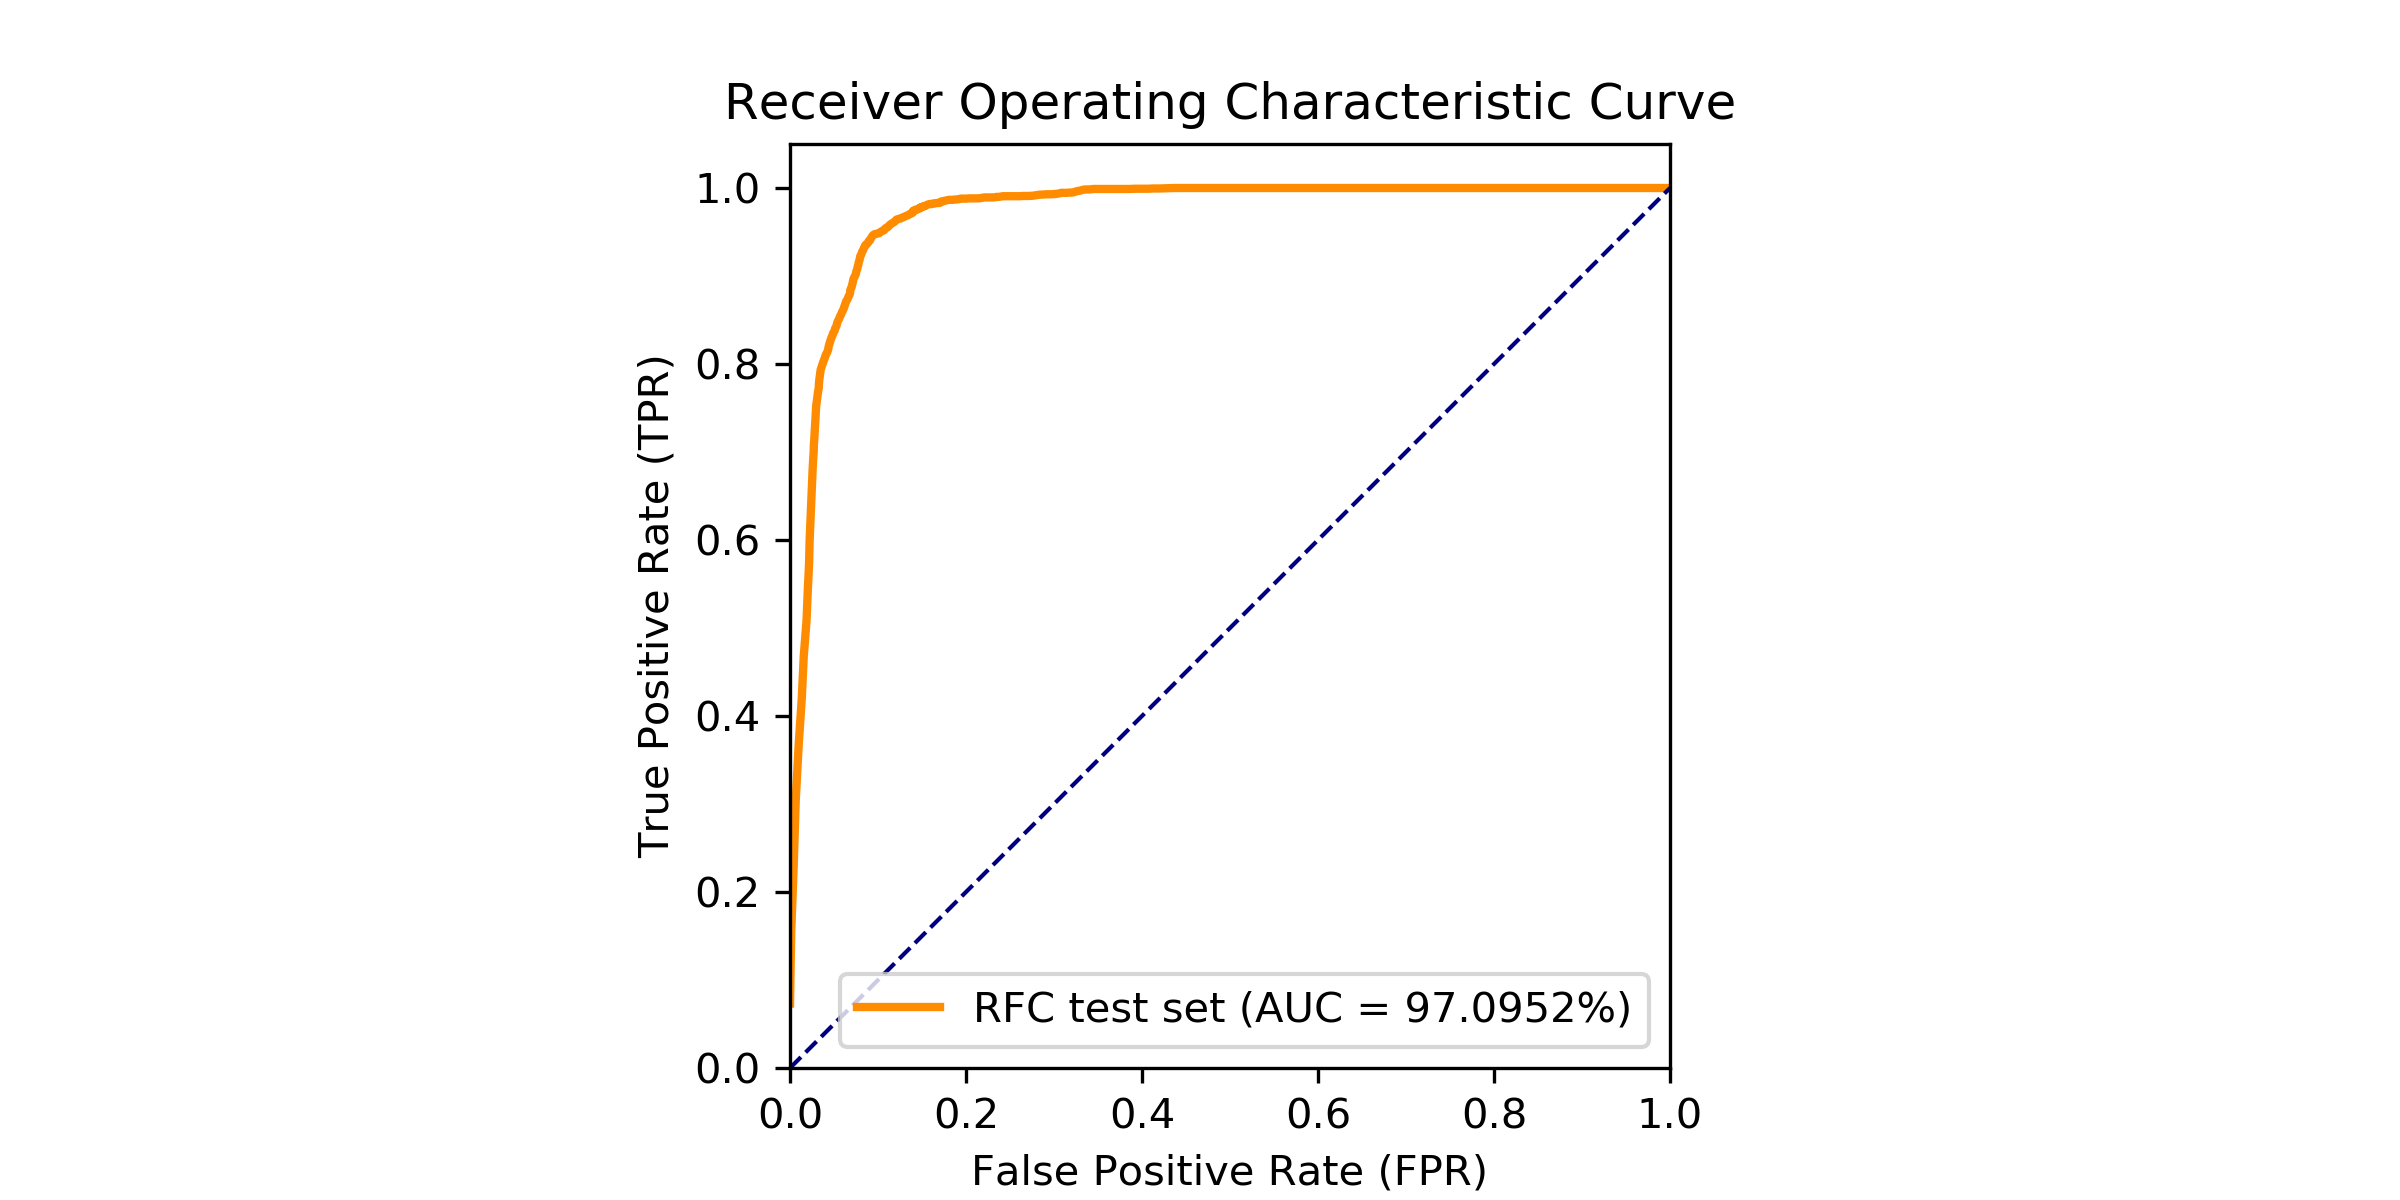 Receiver Operating Characteristic Curve
1.0
0.8
0.6
0.4
0.2
0.0
True Positive Rate (TPR)
RFC test set (AUC = 97.0952%)
0.0 0.2 0.4 0.6 0.8 1.0
False Positive Rate (FPR)